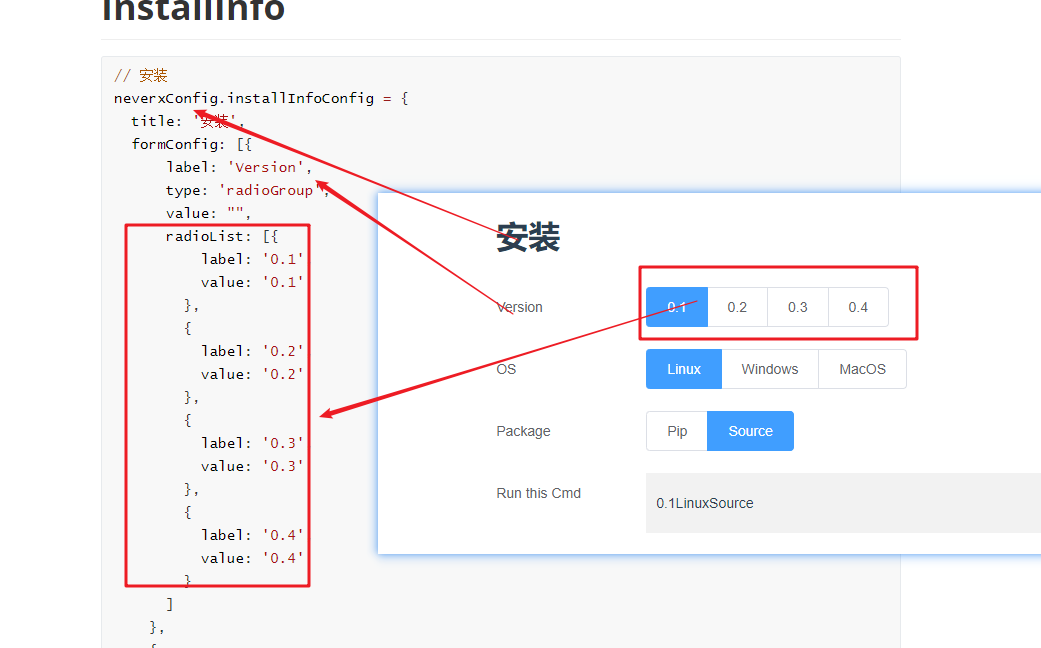 InstallInfo
// 安装
neverxConfig.installInfoConfig = {
title: '安装',
formConfig: [{
label: 'Version',
type: 'radioGroup',
value: "",
radioList: [{
label: '0.1'
value: '0.1'
},
{
label: '0.2'
value: '0.2'
},
{
label: '0.3'
value: '0.3'
},
{
label: '0.4'
value: '0.4'
}
]
},
{
安装
Version 0.1 0.2 0.3 0.4
OS Linux Windows MacOS
Package Pip Source
Run this Cmd 0.1LinuxSource